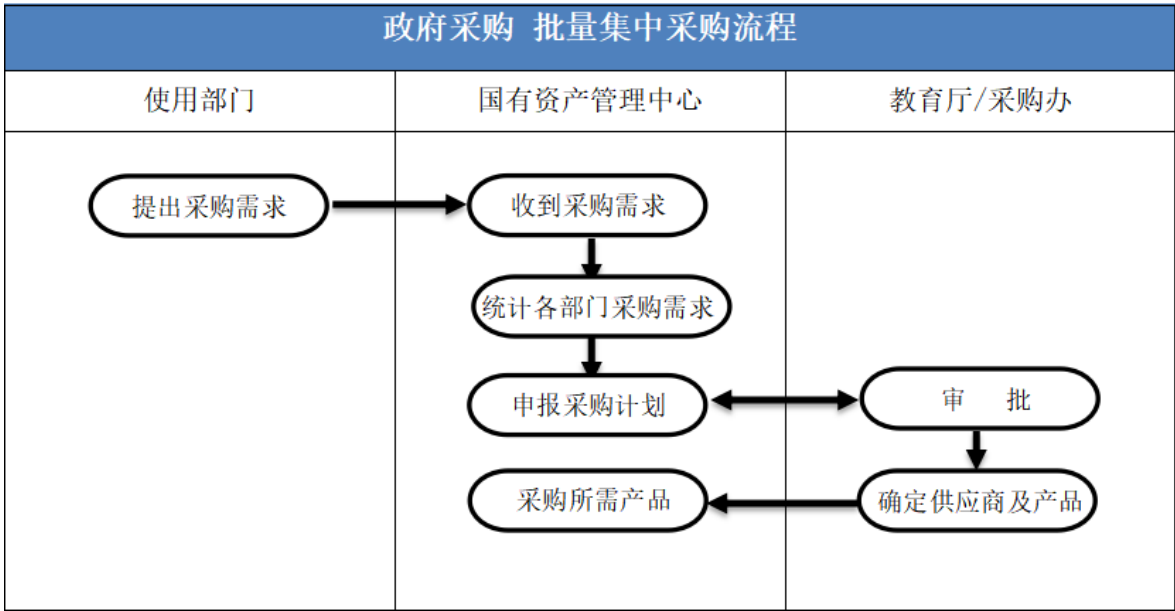 政府采购 批量集中采购流程
使用部门
国有资产管理中心
教育厅/采购办
提出采购需求
收到采购需求
统计各部门采购需求
申报采购计划
审 批
采购所需产品
确定供应商及产品